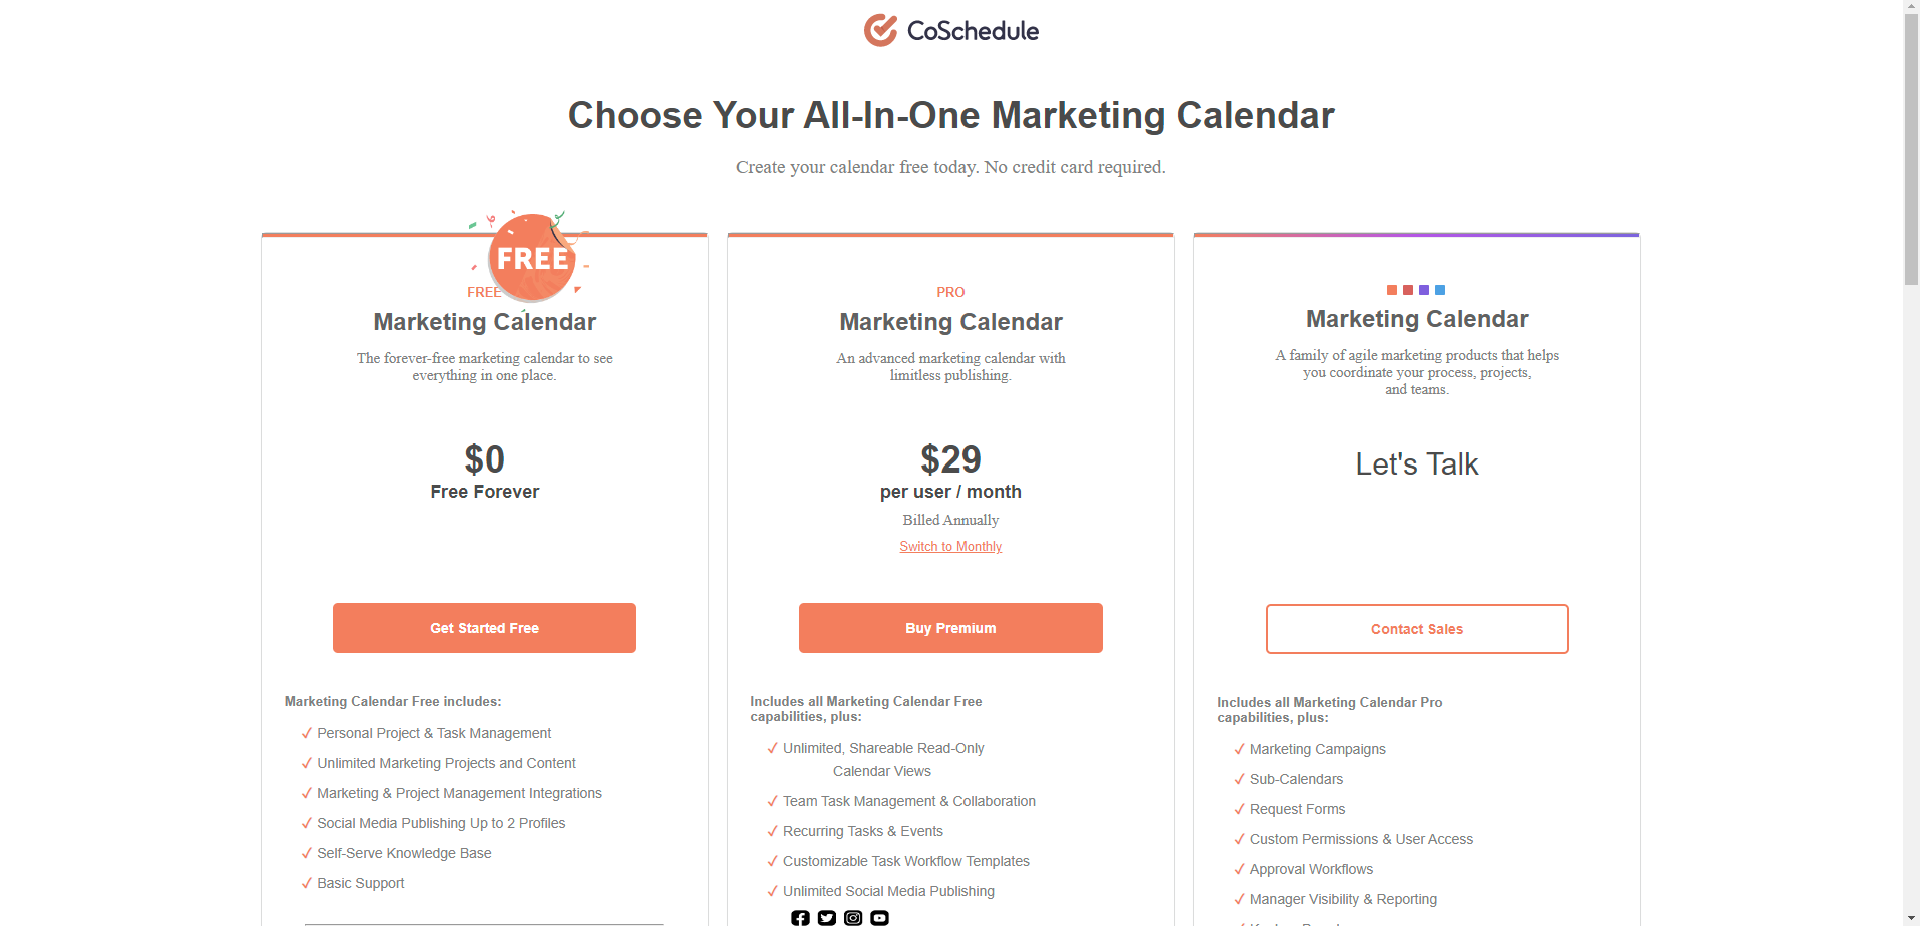 CoSchedule
Choose Your All-In-One Marketing Calendar
Create your calendar free today. No credit card required.
FREE
FREE
Marketing Calendar
The forever-free marketing calendar to see
everything in one place.
$0
Free Forever
Get Started Free
Marketing Calendar Free includes:
Personal Project & Task Management
Unlimited Marketing Projects and Content
Marketing & Project Management Integrations
Social Media Publishing Up to 2 Profiles
Self-Serve Knowledge Base
Basic Support
PRO
Marketing Calendar
An advanced marketing calendar with
limitless publishing.
$29
per user / month
Billed Annually
Switch to Monthly
Buy Premium
Includes all Marketing Calendar Free
capabilities, plus:
Unlimited, Shareable Read-Only
Calendar Views
Team Task Management & Collaboration
Recurring Tasks & Events
Customizable Task Workflow Templates
Unlimited Social Media Publishing
Marketing Calendar
A family of agile marketing products that helps
you coordinate your process, projects,
and teams.
Let's Talk
Contact Sales
Includes all Marketing Calendar Pro
capabilities, plus:
Marketing Campaigns
Sub-Calendars
Request Forms
Custom Permissions & User Access
Approval Workflows
Manager Visibility & Reporting